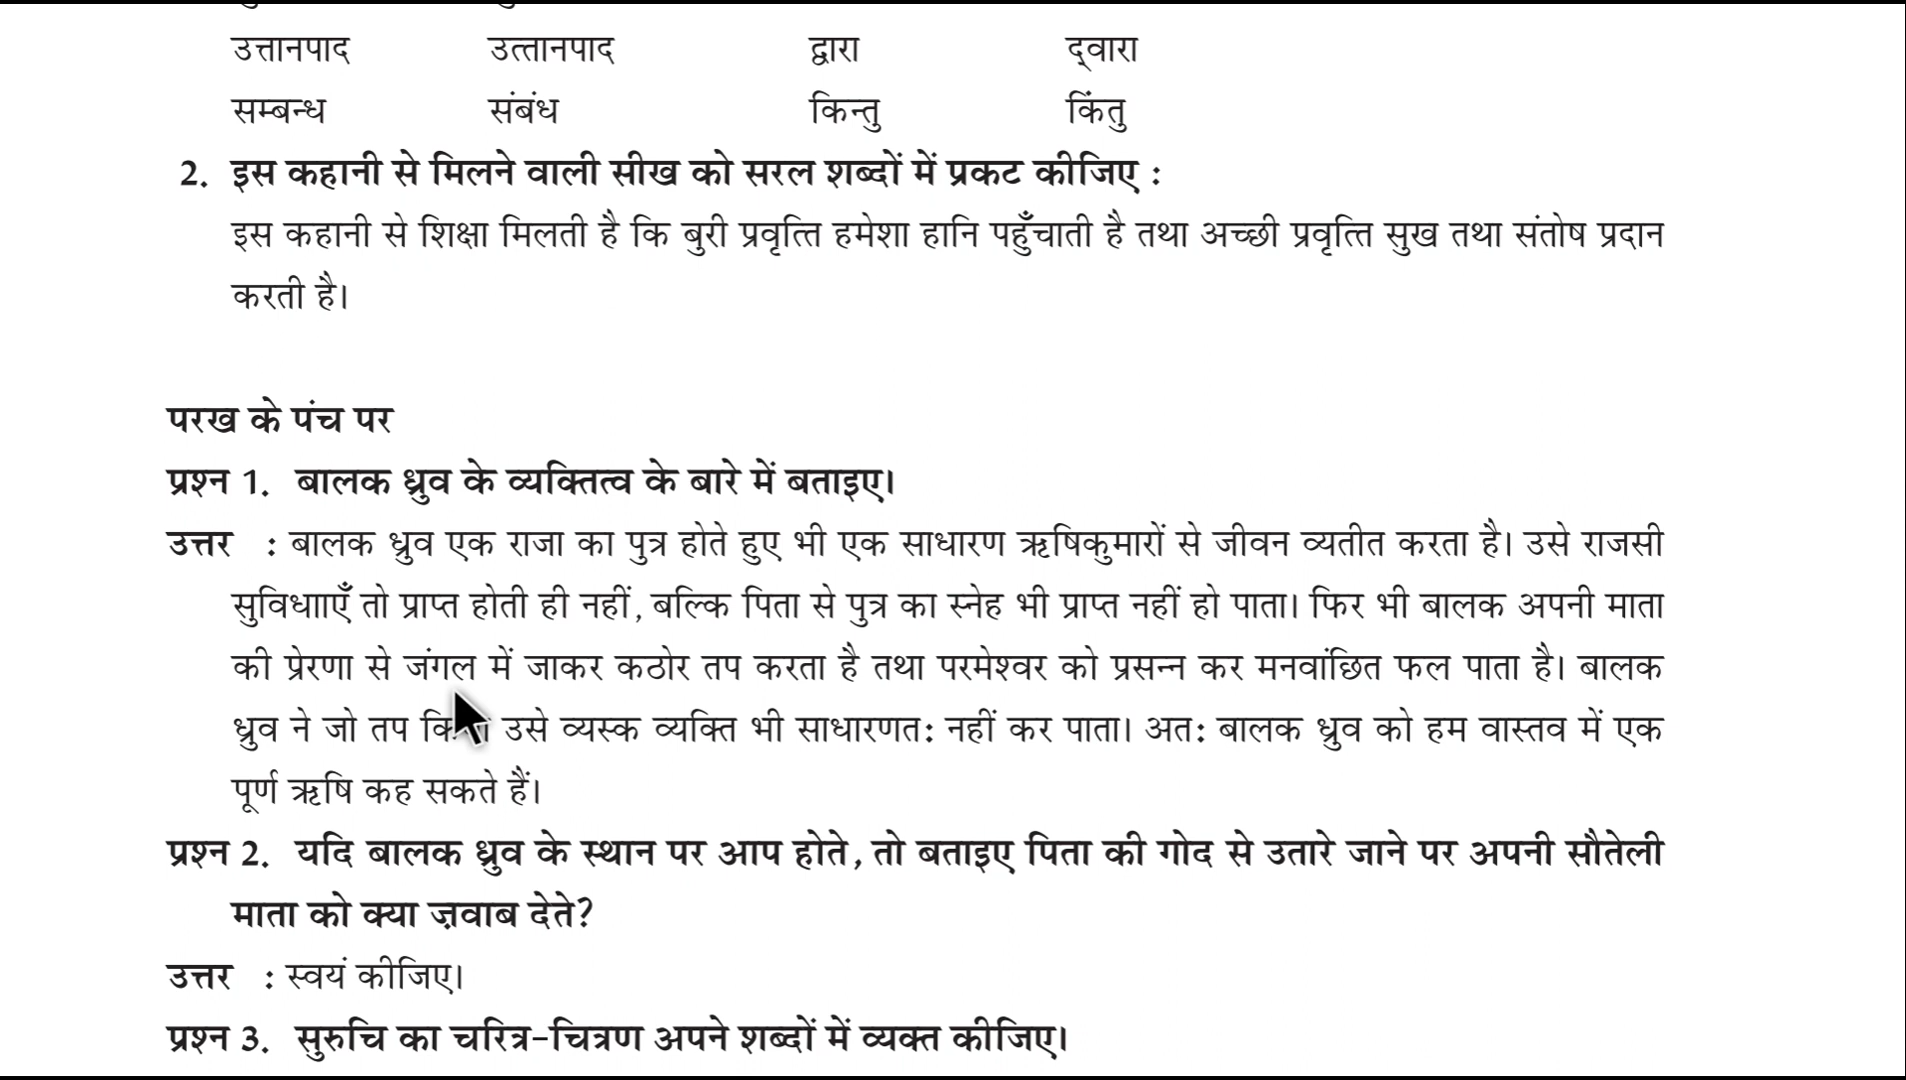 उत्तानपाद उत्तानपाद द्वारा द्‌वारा
सम्बन्ध संबंध किन्तु किंतु
2. इस कहानी से मिलने वाली सीख को सरल शब्दों में प्रकट कीजिए :
इस कहानी से शिक्षा मिलती है कि बुरी प्रवृत्ति हमेशा हानि पहुँचाती है तथा अच्छी प्रवृत्ति सुख तथा संतोष प्रदान
करती है।
परख के पंच पर
प्रश्न 1. बालक ध्रुव के व्यक्तित्व के बारे में बताइए।
उत्तर : बालक ध्रुव एक राजा का पुत्र होते हुए भी एक साधारण ऋषिकुमारों से जीवन व्यतीत करता है। उसे राजसी
सुविधााएँ तो प्राप्त होती ही नहीं, बल्कि पिता से पुत्र का स्नेह भी प्राप्त नहीं हो पाता। फिर भी बालक अपनी माता
की प्रेरणा से जंगल में जाकर कठोर तप करता है तथा परमेश्वर को प्रसन्न कर मनवांछित फल पाता है। बालक
ध्रुव ने जो तप उसे व्यस्क व्यक्ति भी साधारणत: नहीं कर पाता। अत: बालक ध्रुव को हम वास्तव में एक
पूर्ण ऋषि कह सकते हैं।
प्रश्न 2. यदि बालक ध्रुव के स्थान पर आप होते, तो बताइए पिता की गोद से उतारे जाने पर अपनी सौतेली
माता को क्या ज़वाब देते?
उत्तर : स्वयं कीजिए।
प्रश्न 3. सुरुचि का चरित्र-चित्रण अपने शब्दों में व्यक्त कीजिए।